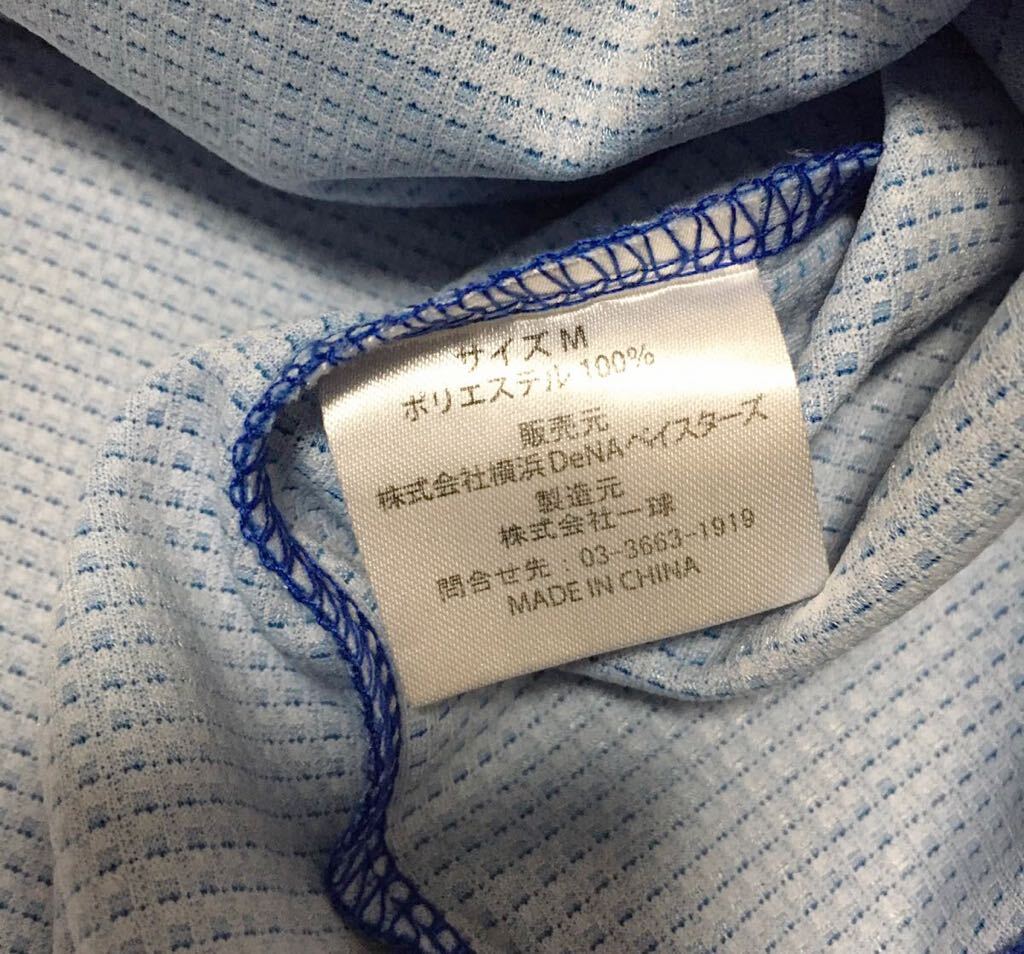 サイズ M
ポリエステル 100%
販売元
株式会社横浜DeNAベイスターズ
製造元
株式会社一球
問合せ先：03-3663-1919
MADE IN CHINA